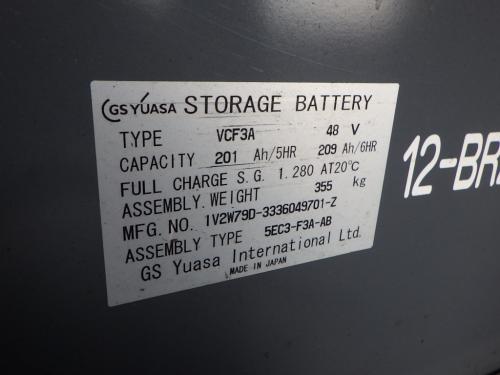 GS YUASA STORAGE BATTERY
TYPE VCF3A 48 V
CAPACITY 201 Ah/5HR 209 Ah/6HR
FULL CHARGE S.G. 1.280 AT20℃
ASSEMBLY.WEIGHT 355 kg
MFG. NO. 1V2W79D-3336049701-Z
ASSEMBLY TYPE 5EC3-F3A-AB
GS Yuasa International Ltd.
MADE IN JAPAN
12-BR